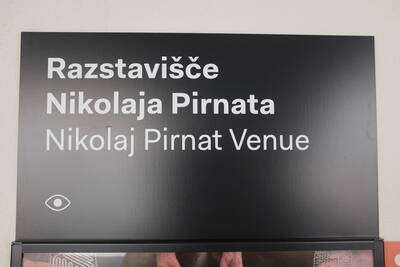 Razstavišče
Nikolaja Pirnata
Nikolaj Pirnat Venue